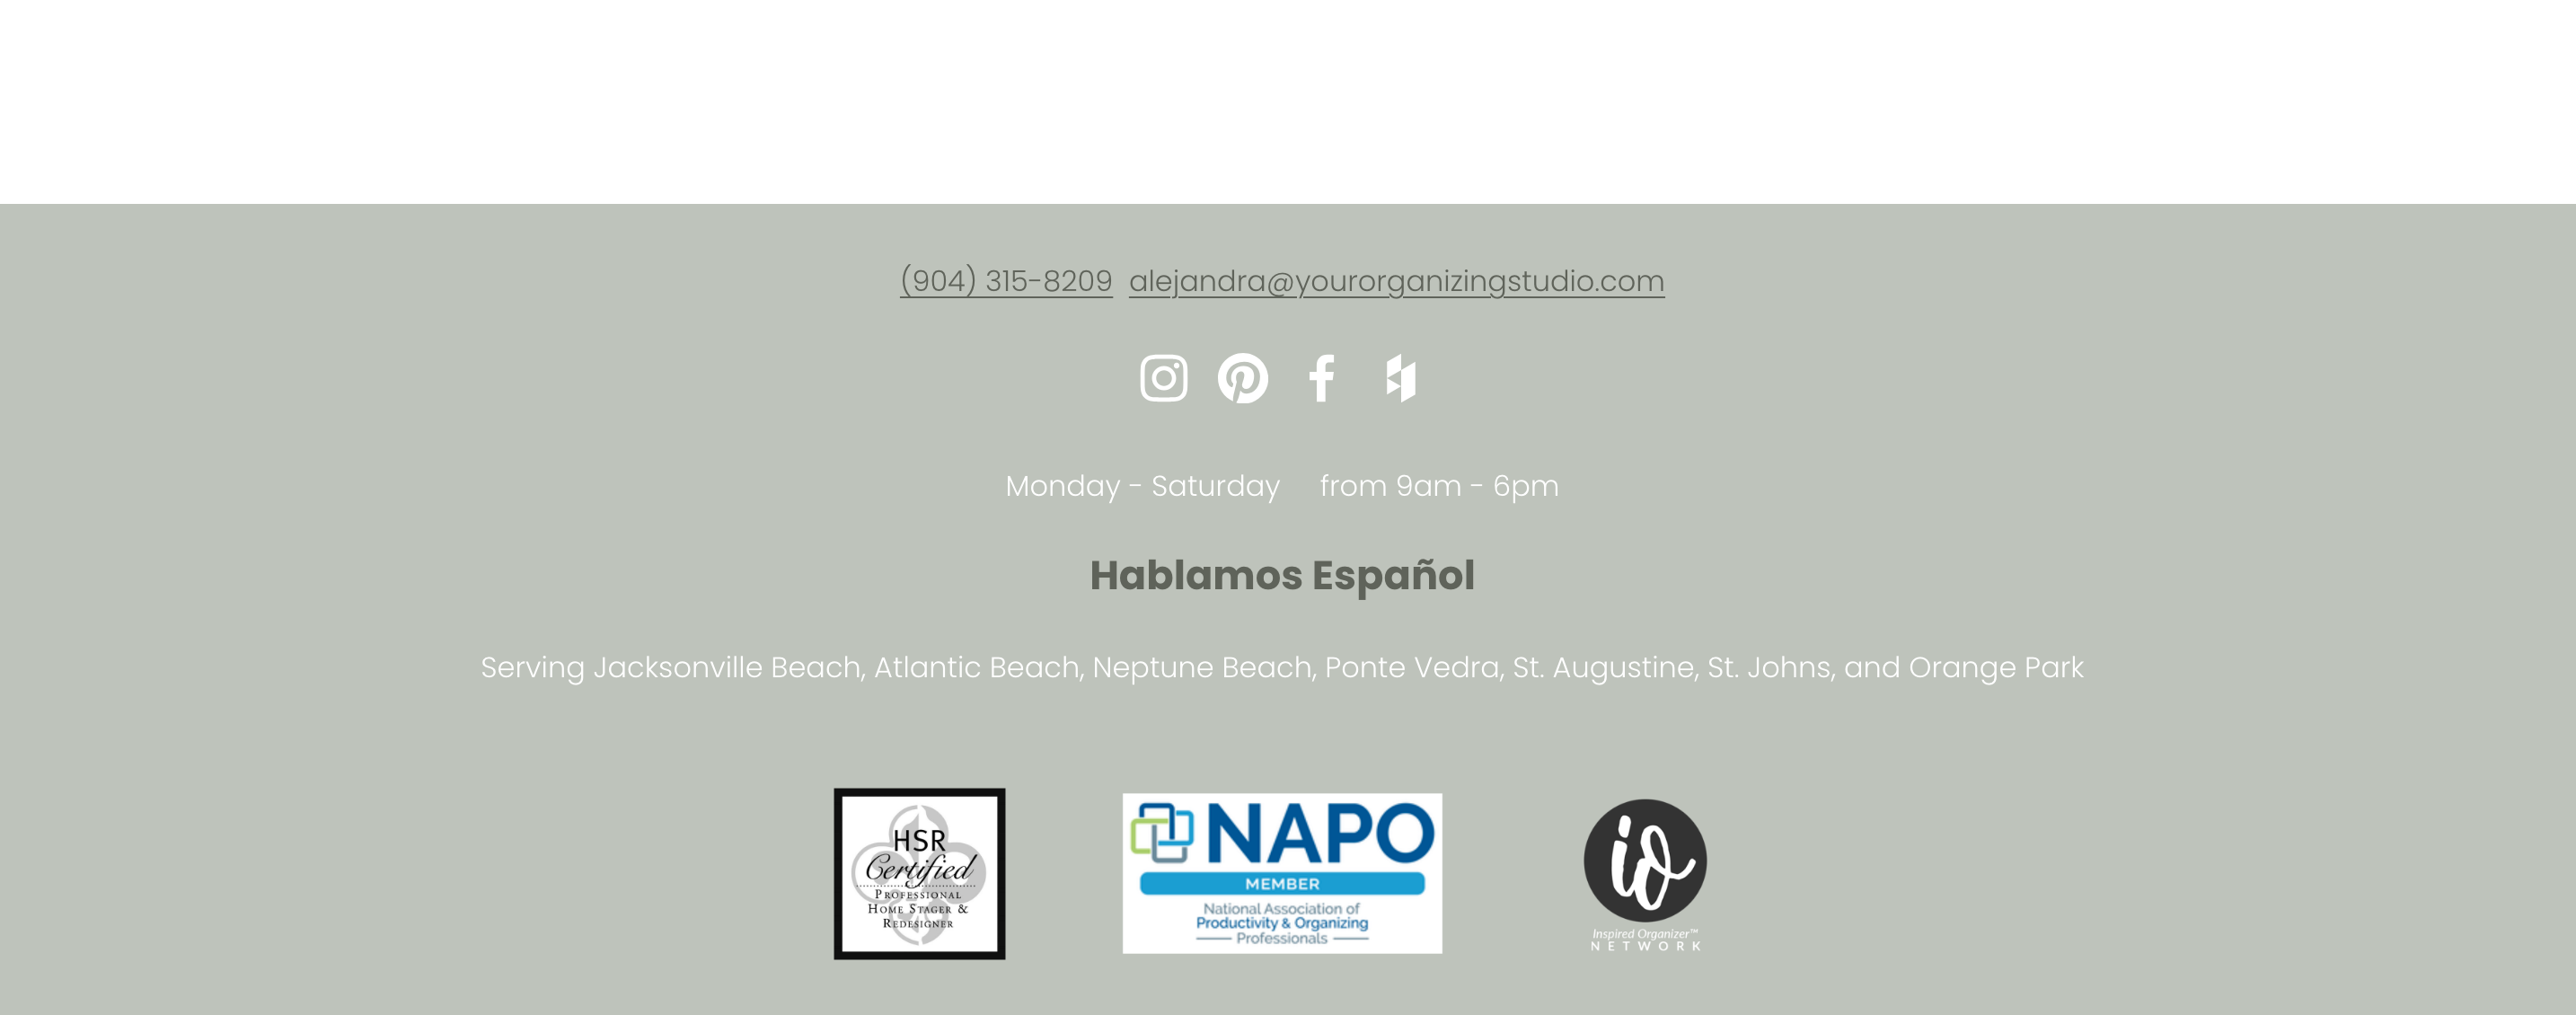 (904) 315-8209 alejandra@yourorganizingstudio.com
Monday - Saturday from 9am - 6pm
Hablamos Español
Serving Jacksonville Beach, Atlantic Beach, Neptune Beach, Ponte Vedra, St. Augustine, St. Johns, and Orange Park
HSR
Certified
Professional
Home Stager &
Redesigner
NAPO
MEMBER
National Association of
Productivity & Organizing
Professionals
io
Inspired Organizer™
NETWORK